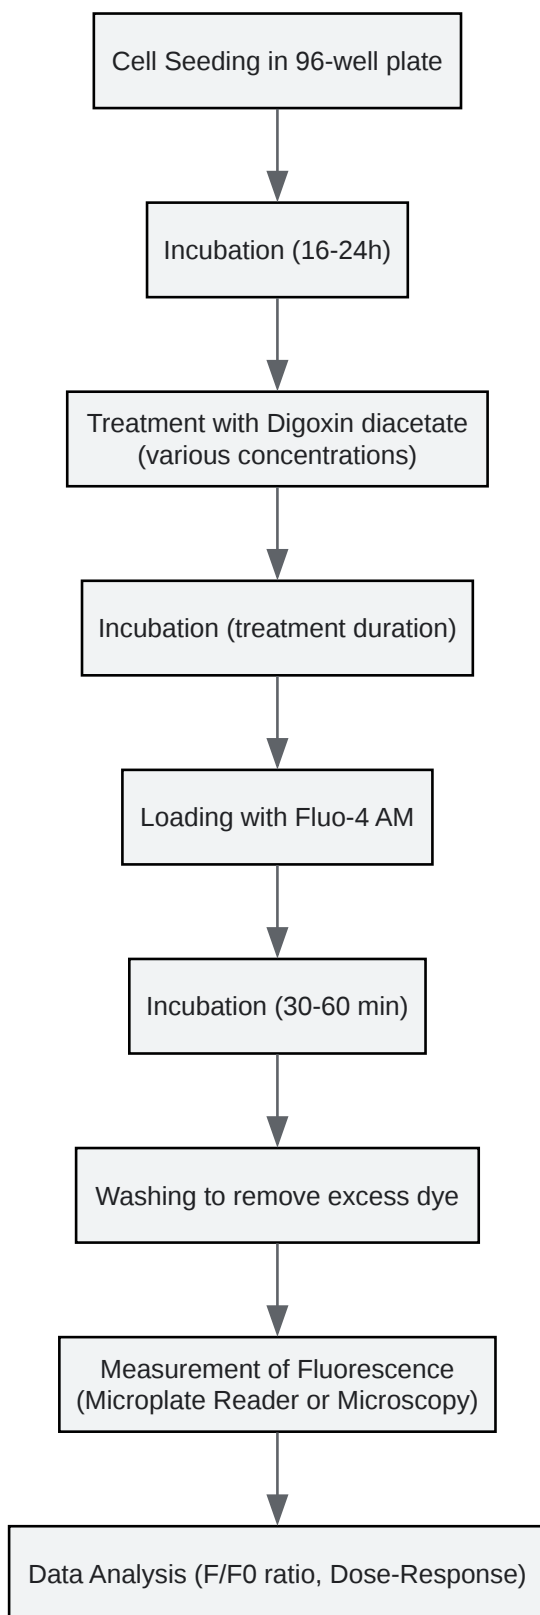 Cell Seeding in 96-well plate
Incubation (16-24h)
Treatment with Digoxin diacetate
(various concentrations)
Incubation (treatment duration)
Loading with Fluo-4 AM
Incubation (30-60 min)
Washing to remove excess dye
Measurement of Fluorescence
(Microplate Reader or Microscopy)
Data Analysis (F/F0 ratio, Dose-Response)